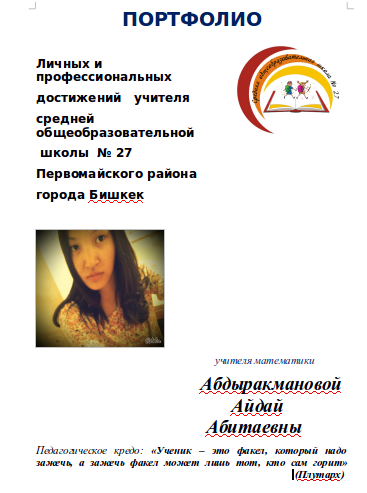 ПОРТФОЛИО
Личных и
профессиональных
достижений учителя
средней
общеобразовательной
школы № 27
Первомайского района
города Бишкек
Средняя общеобразовательная школа № 27
учителя математики
Абдыракмановой
Айдай
Абитаевны
Педагогическое кредо: «Ученик – это факел, который надо
зажечь, а зажечь факел может лишь тот, кто сам горит»
(Плутарх)